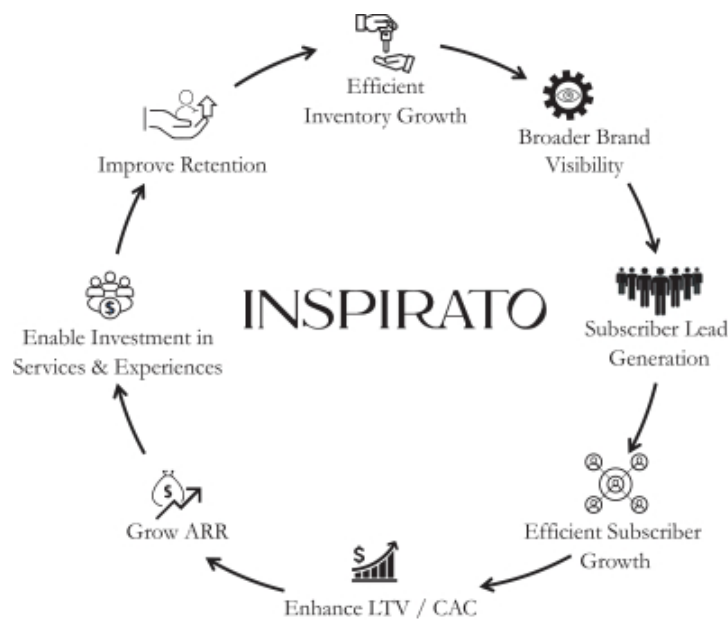 Efficient
Inventory Growth
Broader Brand
Visibility
Subscriber Lead
Generation
Efficient Subscriber
Growth
Enhance LTV / CAC
$
Grow ARR
$
Enable Investment in
Services & Experiences
$
Improve Retention
INSPIRATO